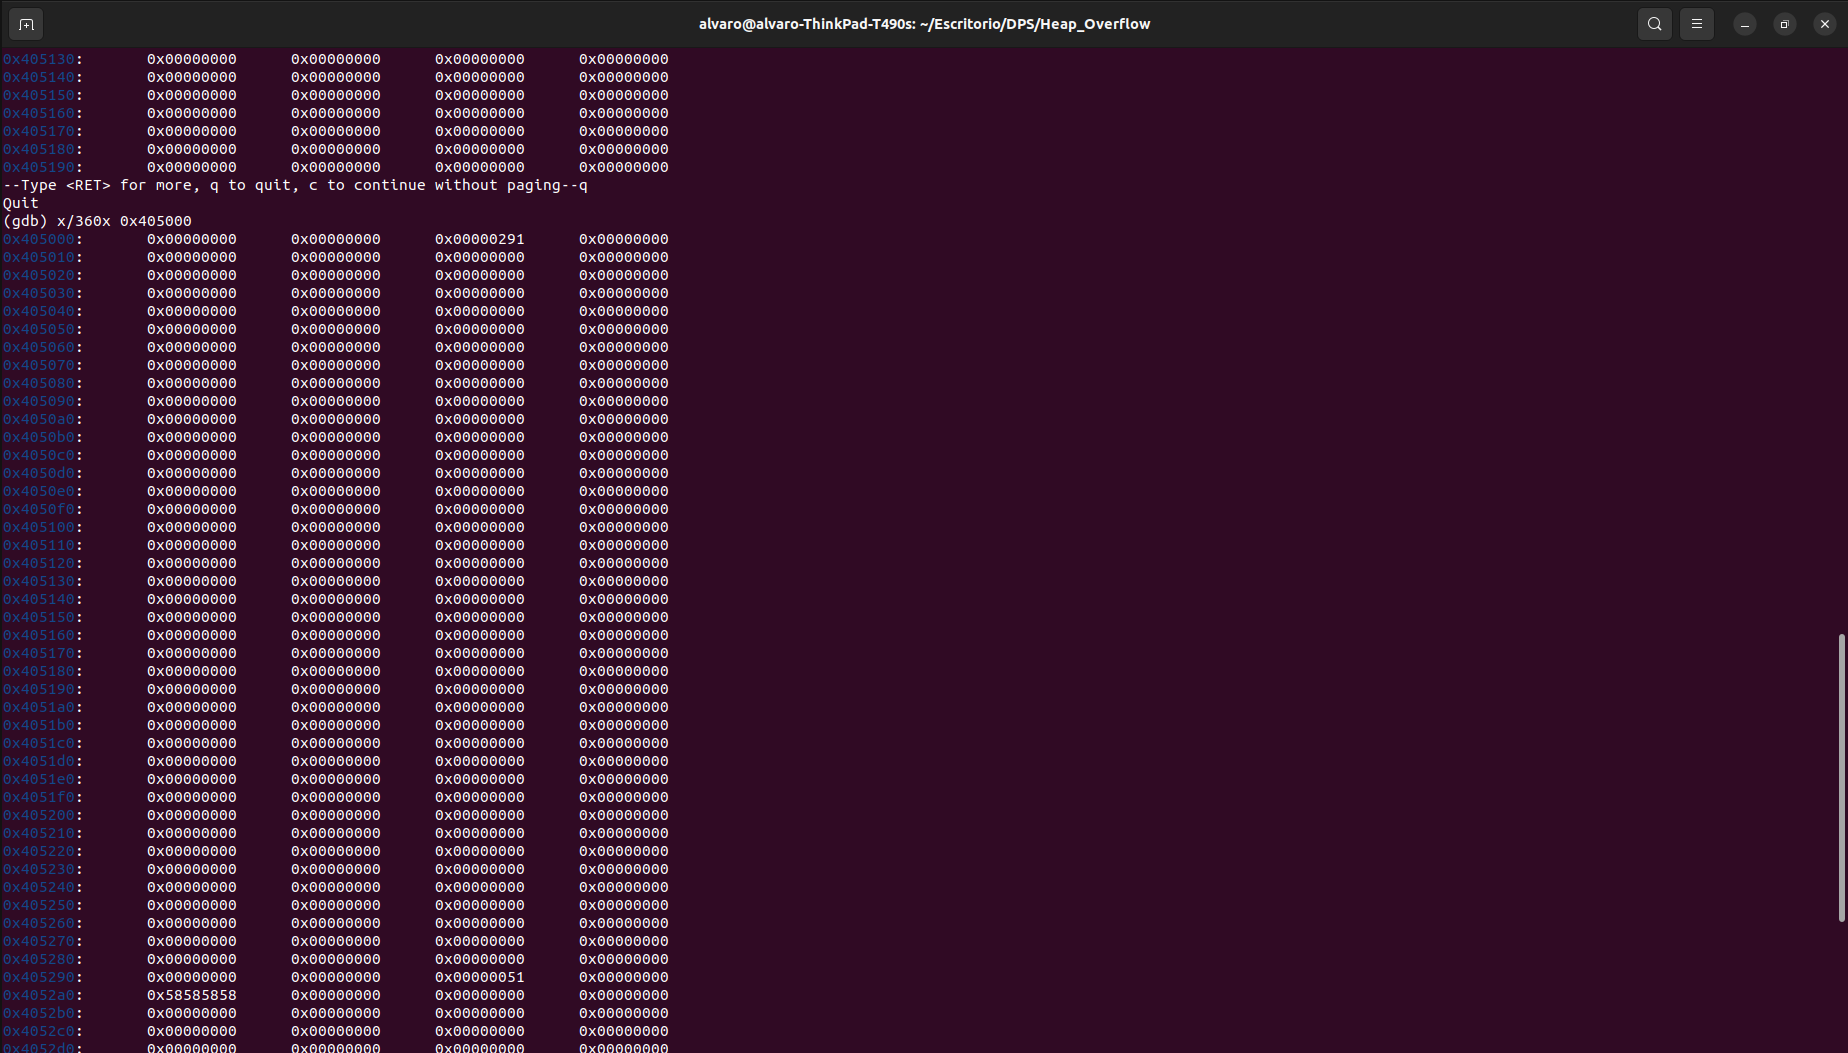 alvaro@alvaro-ThinkPad-T490s: ~/Escritorio/DPS/Heap_Overflow
0x405130: 0x00000000 0x00000000 0x00000000 0x00000000
0x405140: 0x00000000 0x00000000 0x00000000 0x00000000
0x405150: 0x00000000 0x00000000 0x00000000 0x00000000
0x405160: 0x00000000 0x00000000 0x00000000 0x00000000
0x405170: 0x00000000 0x00000000 0x00000000 0x00000000
0x405180: 0x00000000 0x00000000 0x00000000 0x00000000
0x405190: 0x00000000 0x00000000 0x00000000 0x00000000
--Type <RET> for more, q to quit, c to continue without paging--q
Quit
(gdb) x/360x 0x405000
0x405000: 0x00000000 0x00000000 0x00000291 0x00000000
0x405010: 0x00000000 0x00000000 0x00000000 0x00000000
0x405020: 0x00000000 0x00000000 0x00000000 0x00000000
0x405030: 0x00000000 0x00000000 0x00000000 0x00000000
0x405040: 0x00000000 0x00000000 0x00000000 0x00000000
0x405050: 0x00000000 0x00000000 0x00000000 0x00000000
0x405060: 0x00000000 0x00000000 0x00000000 0x00000000
0x405070: 0x00000000 0x00000000 0x00000000 0x00000000
0x405080: 0x00000000 0x00000000 0x00000000 0x00000000
0x405090: 0x00000000 0x00000000 0x00000000 0x00000000
0x4050a0: 0x00000000 0x00000000 0x00000000 0x00000000
0x4050b0: 0x00000000 0x00000000 0x00000000 0x00000000
0x4050c0: 0x00000000 0x00000000 0x00000000 0x00000000
0x4050d0: 0x00000000 0x00000000 0x00000000 0x00000000
0x4050e0: 0x00000000 0x00000000 0x00000000 0x00000000
0x4050f0: 0x00000000 0x00000000 0x00000000 0x00000000
0x405100: 0x00000000 0x00000000 0x00000000 0x00000000
0x405110: 0x00000000 0x00000000 0x00000000 0x00000000
0x405120: 0x00000000 0x00000000 0x00000000 0x00000000
0x405130: 0x00000000 0x00000000 0x00000000 0x00000000
0x405140: 0x00000000 0x00000000 0x00000000 0x00000000
0x405150: 0x00000000 0x00000000 0x00000000 0x00000000
0x405160: 0x00000000 0x00000000 0x00000000 0x00000000
0x405170: 0x00000000 0x00000000 0x00000000 0x00000000
0x405180: 0x00000000 0x00000000 0x00000000 0x00000000
0x405190: 0x00000000 0x00000000 0x00000000 0x00000000
0x4051a0: 0x00000000 0x00000000 0x00000000 0x00000000
0x4051b0: 0x00000000 0x00000000 0x00000000 0x00000000
0x4051c0: 0x00000000 0x00000000 0x00000000 0x00000000
0x4051d0: 0x00000000 0x00000000 0x00000000 0x00000000
0x4051e0: 0x00000000 0x00000000 0x00000000 0x00000000
0x4051f0: 0x00000000 0x00000000 0x00000000 0x00000000
0x405200: 0x00000000 0x00000000 0x00000000 0x00000000
0x405210: 0x00000000 0x00000000 0x00000000 0x00000000
0x405220: 0x00000000 0x00000000 0x00000000 0x00000000
0x405230: 0x00000000 0x00000000 0x00000000 0x00000000
0x405240: 0x00000000 0x00000000 0x00000000 0x00000000
0x405250: 0x00000000 0x00000000 0x00000000 0x00000000
0x405260: 0x00000000 0x00000000 0x00000000 0x00000000
0x405270: 0x00000000 0x00000000 0x00000000 0x00000000
0x405280: 0x00000000 0x00000000 0x00000000 0x00000000
0x405290: 0x00000000 0x00000000 0x00000051 0x00000000
0x4052a0: 0x58585858 0x00000000 0x00000000 0x00000000
0x4052b0: 0x00000000 0x00000000 0x00000000 0x00000000
0x4052c0: 0x00000000 0x00000000 0x00000000 0x00000000
0x4052d0: 0x00000000 0x00000000 0x00000000 0x00000000